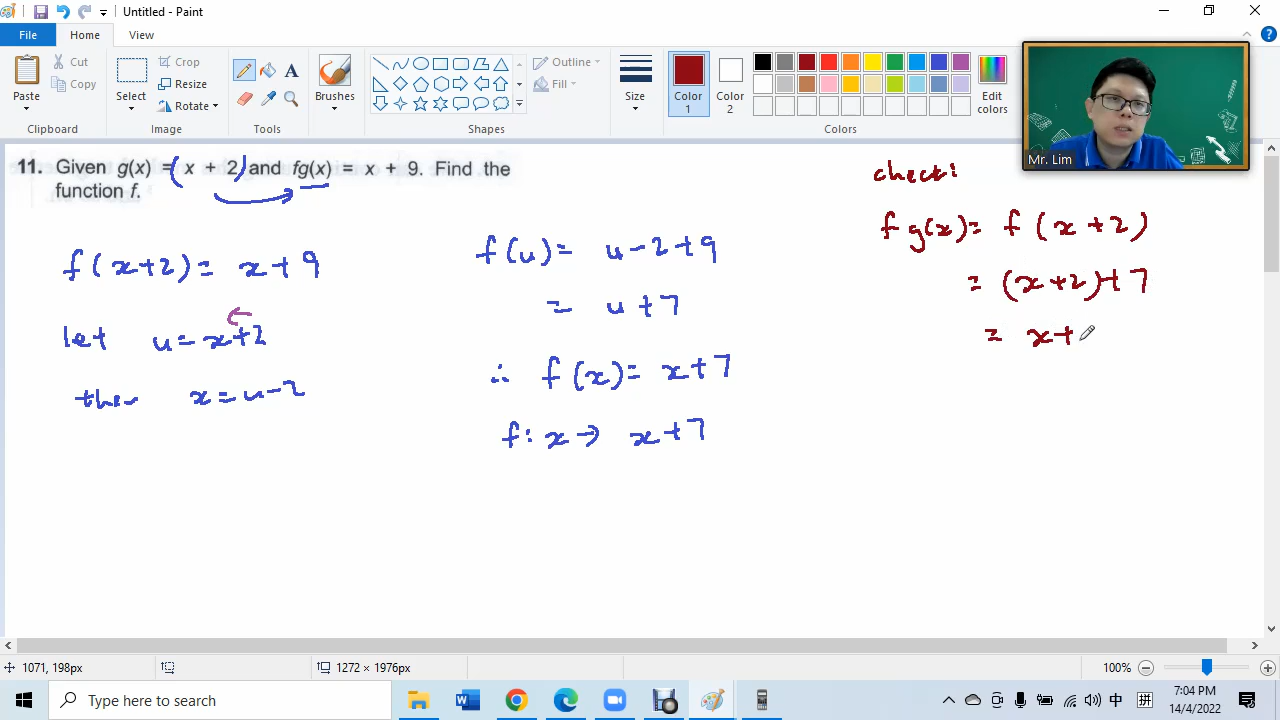 Untitled - Paint
File Home View
Paste Cut Copy Clipboard
Select Crop Resize Rotate Image
Tools
Brushes
Shapes Outline Fill
Size
Color 1 Color 2 Edit colors Colors
Mr. Lim
11. Given g(x) = (x + 2) and fg(x) = x + 9. Find the
function f.
f(x+2) = x+9
let u = x+2
then x = u-2
f(u) = u-2+9
= u+7
∴ f(x) = x+7
f: x → x+7
check:
fg(x) = f(x+2)
= (x+2)+7
= x+
1071, 198px
1272 × 1976px
100%
Type here to search
中
拼
7:04 PM
14/4/2022